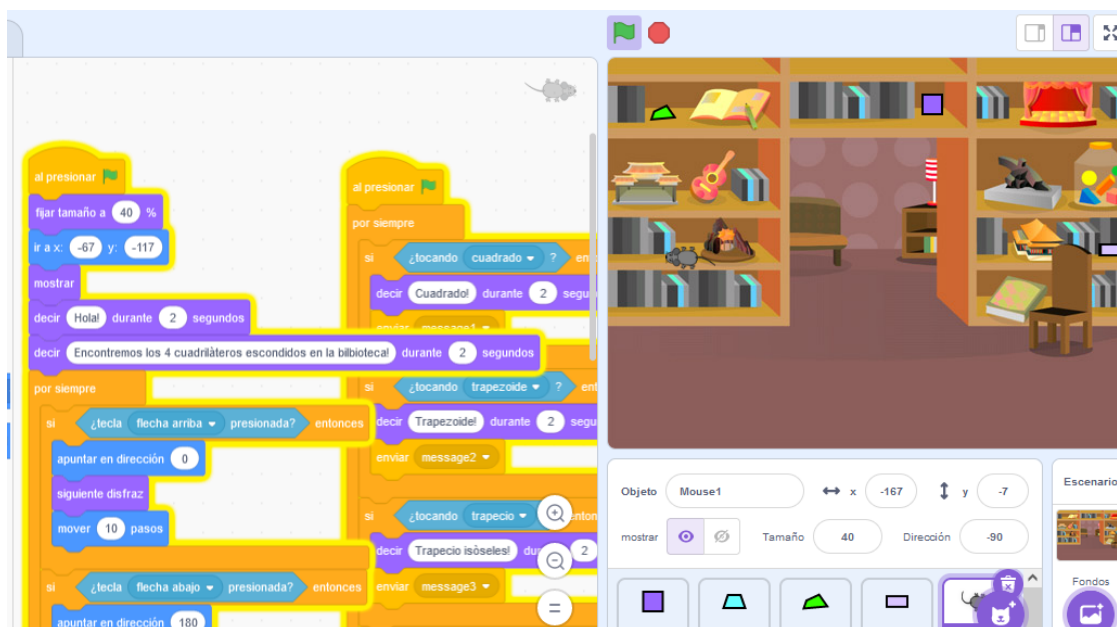 al presionar
fijar tamaño a 40 %
ir a x: -67 y: -117
mostrar
decir Hola! durante 2 segundos
decir Encontremos los 4 cuadrilàteros escondidos en la bilbioteca! durante 2 segundos
por siempre
si ¿tecla flecha arriba presionada? entonces
apuntar en dirección 0
siguiente disfraz
mover 10 pasos
si ¿tecla flecha abajo presionada? entonces
apuntar en dirección 180
al presionar
por siempre
si ¿tocando cuadrado ?
decir Cuadrado! durante 2
enviar message1
si ¿tocando trapezoide ?
decir Trapezoide! durante 2
enviar message2
si ¿tocando trapecio
decir Trapecio isòseles! 2
enviar message3
Objeto Mouse1 x -167 y -7
mostrar Tamaño 40 Dirección -90
Escenario
Fondos